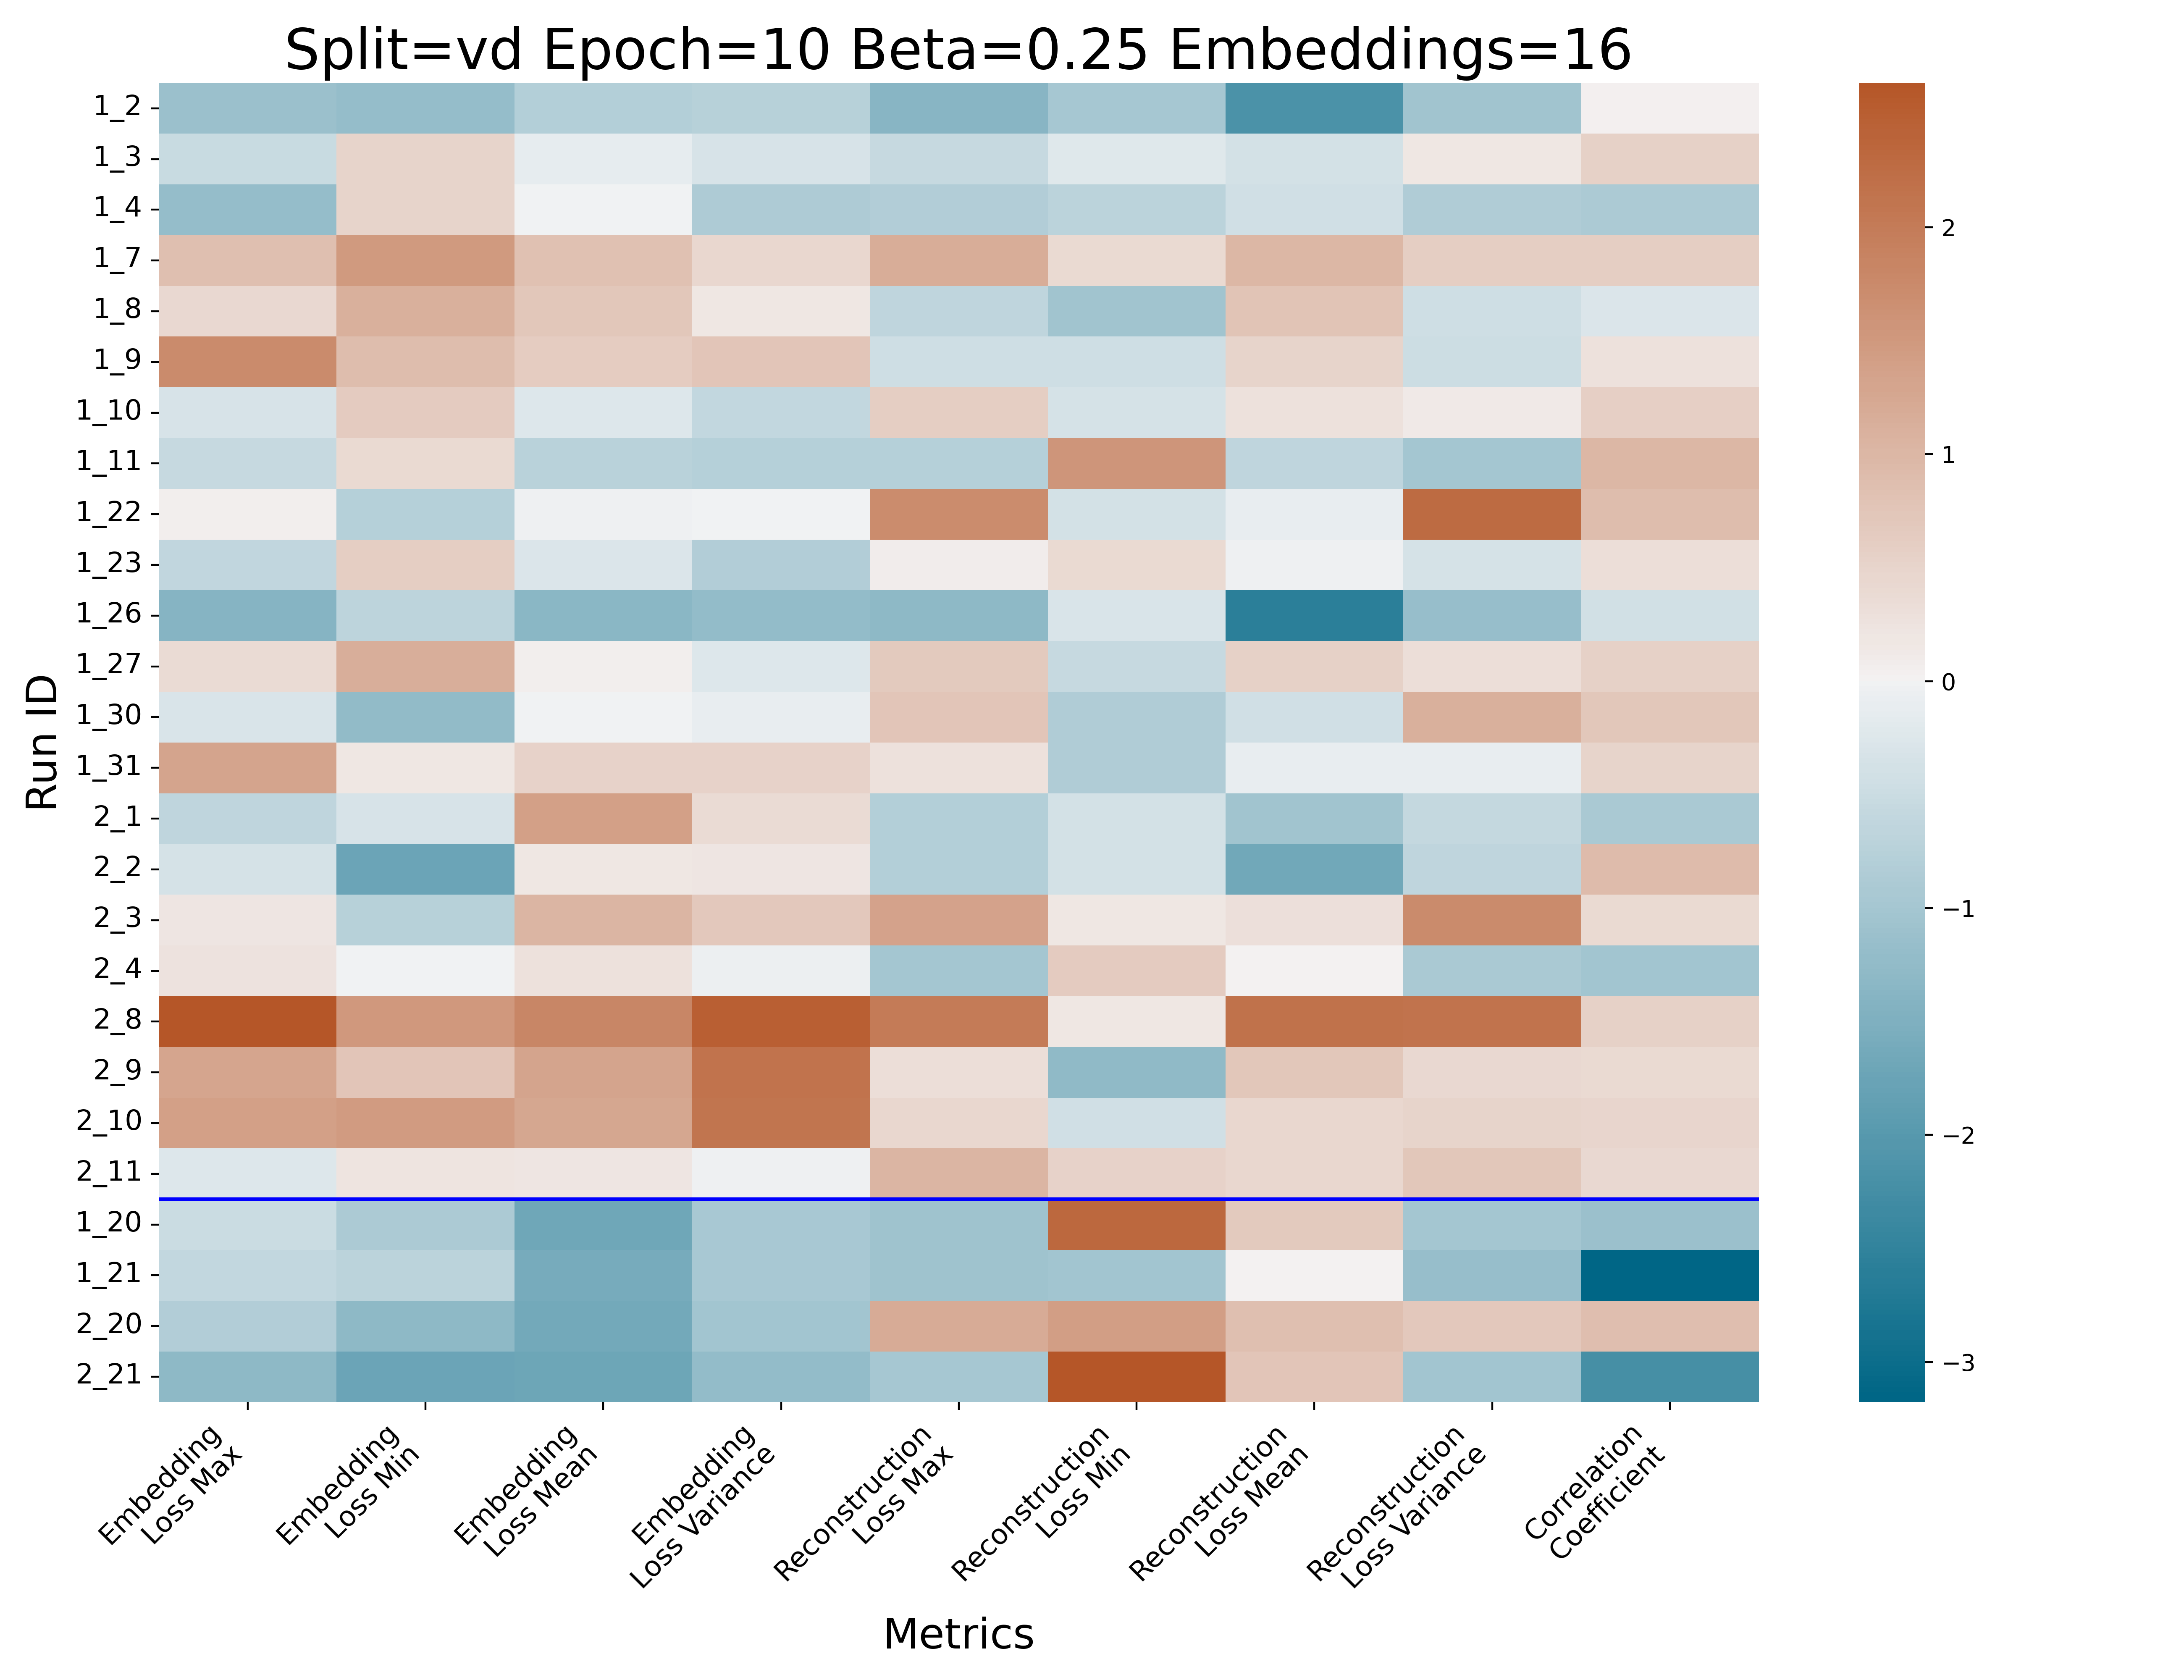 Split=vd Epoch=10 Beta=0.25 Embeddings=16
Run ID
1_2
1_3
1_4
1_7
1_8
1_9
1_10
1_11
1_22
1_23
1_26
1_27
1_30
1_31
2_1
2_2
2_3
2_4
2_8
2_9
2_10
2_11
1_20
1_21
2_20
2_21
Embedding
Loss Max
Embedding
Loss Min
Embedding
Loss Mean
Embedding
Loss Variance
Reconstruction
Loss Max
Reconstruction
Loss Min
Reconstruction
Loss Mean
Reconstruction
Loss Variance
Correlation
Coefficient
Metrics
2
1
0
−1
−2
−3